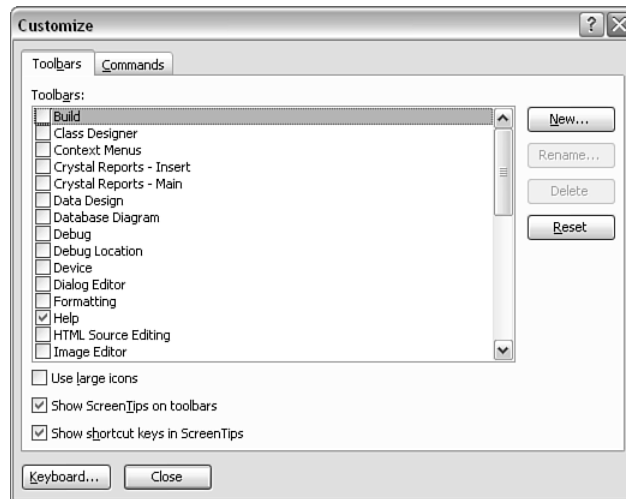 Customize
Toolbars Commands
Toolbars:
Build
Class Designer
Context Menus
Crystal Reports - Insert
Crystal Reports - Main
Data Design
Database Diagram
Debug
Debug Location
Device
Dialog Editor
Formatting
Help
HTML Source Editing
Image Editor
New...
Rename...
Delete
Reset
Use large icons
Show ScreenTips on toolbars
Show shortcut keys in ScreenTips
Keyboard... Close